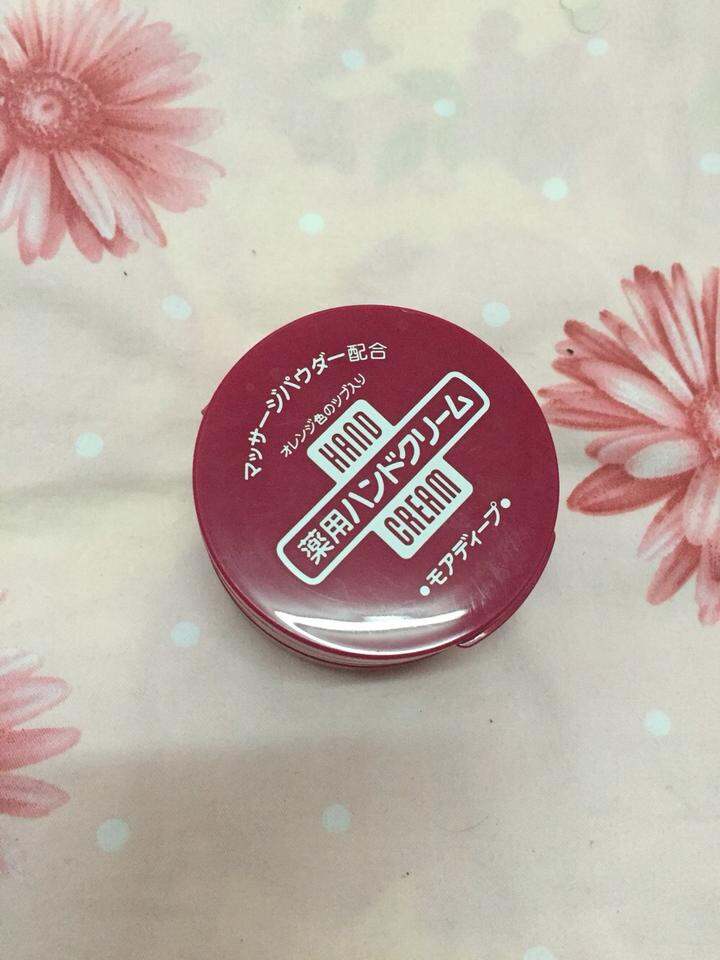 マッサージパウダー配合
オレンジ色のツブ入り
HAND
薬用ハンドクリーム
CREAM
●モアディープ●